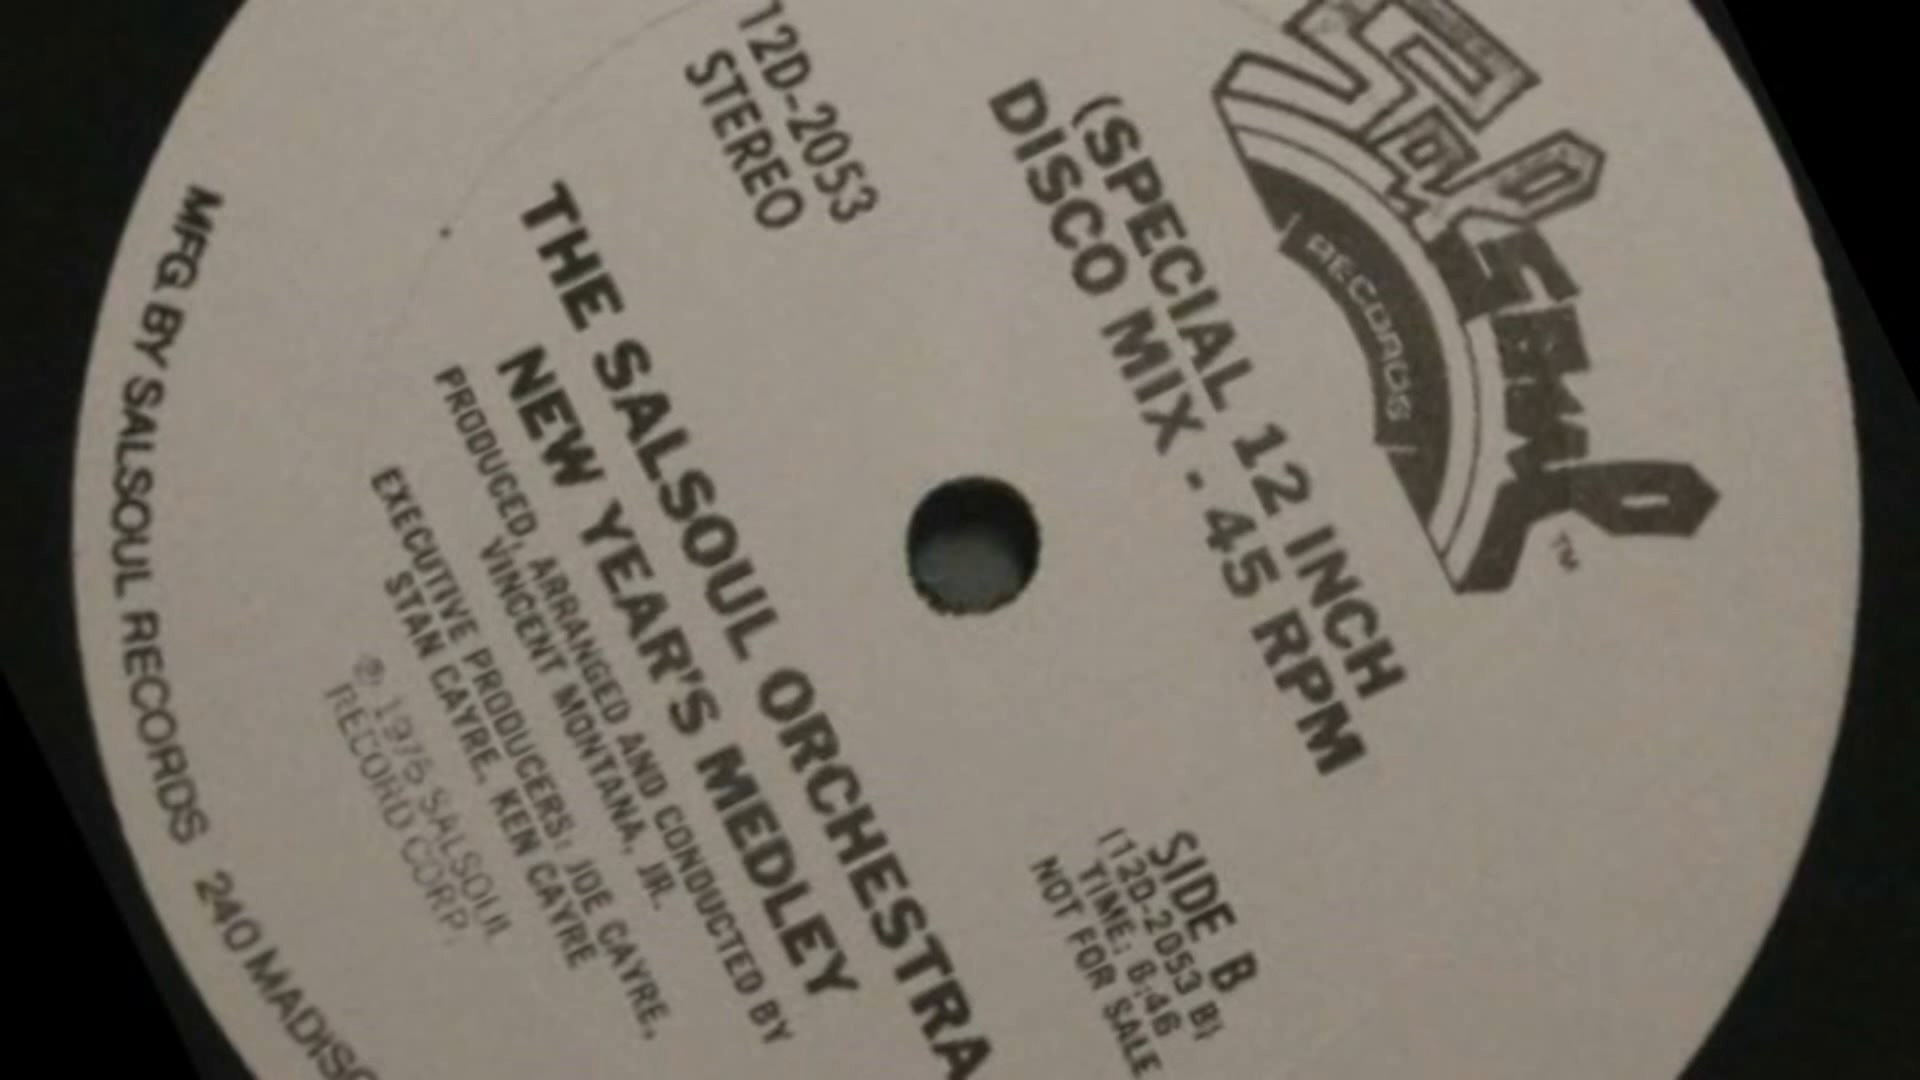 Salsoul
RECORDS
TM
(SPECIAL 12 INCH
DISCO MIX - 45 RPM
12D-2053
STEREO
SIDE B
(12D-2053 B)
TIME: 6:46
NOT FOR SALE
THE SALSOUL ORCHESTRA
NEW YEAR'S MEDLEY
PRODUCED, ARRANGED AND CONDUCTED BY
VINCENT MONTANA, JR.
EXECUTIVE PRODUCERS: JOE CAYRE,
STAN CAYRE, KEN CAYRE
℗ 1976 SALSOUL
RECORD CORP.
MFG. BY SALSOUL RECORDS 240 MADISO